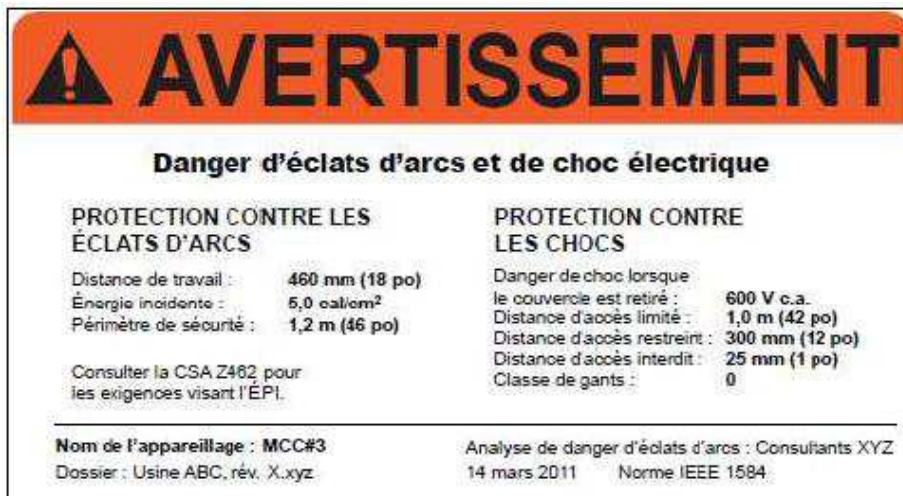 AVERTISSEMENT
Danger d'éclats d'arcs et de choc électrique
PROTECTION CONTRE LES
ÉCLATS D'ARCS
Distance de travail : 460 mm (18 po)
Énergie incidente : 5,0 cal/cm²
Périmètre de sécurité : 1,2 m (46 po)
Consulter la CSA Z462 pour
les exigences visant l'ÉPI.
PROTECTION CONTRE
LES CHOCS
Danger de choc lorsque
le couvercle est retiré : 600 V c.a.
Distance d'accès limité : 1,0 m (42 po)
Distance d'accès restreint : 300 mm (12 po)
Distance d'accès interdit : 25 mm (1 po)
Classe de gants : 0
Nom de l'appareillage : MCC#3
Dossier : Usine ABC, rév. X.xyz
Analyse de danger d'éclats d'arcs : Consultants XYZ
14 mars 2011 Norme IEEE 1584